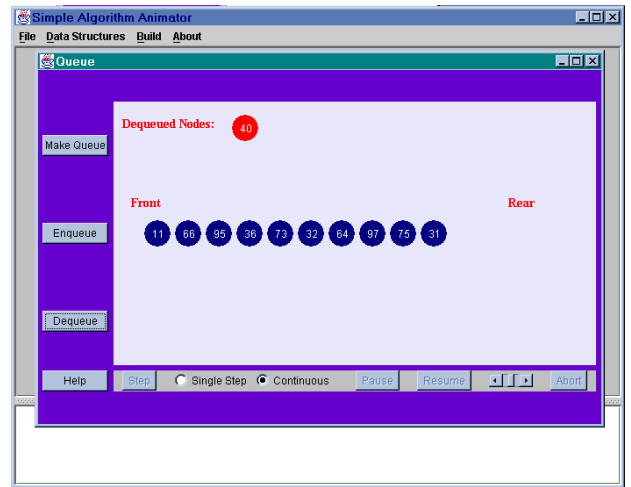 Simple Algorithm Animator
File Data Structures Build About
Queue
Dequeued Nodes: 40
Make Queue
Front Rear
Enqueue 11 66 95 36 73 32 64 97 75 31
Dequeue
Help Step Single Step Continuous Pause Resume Abort